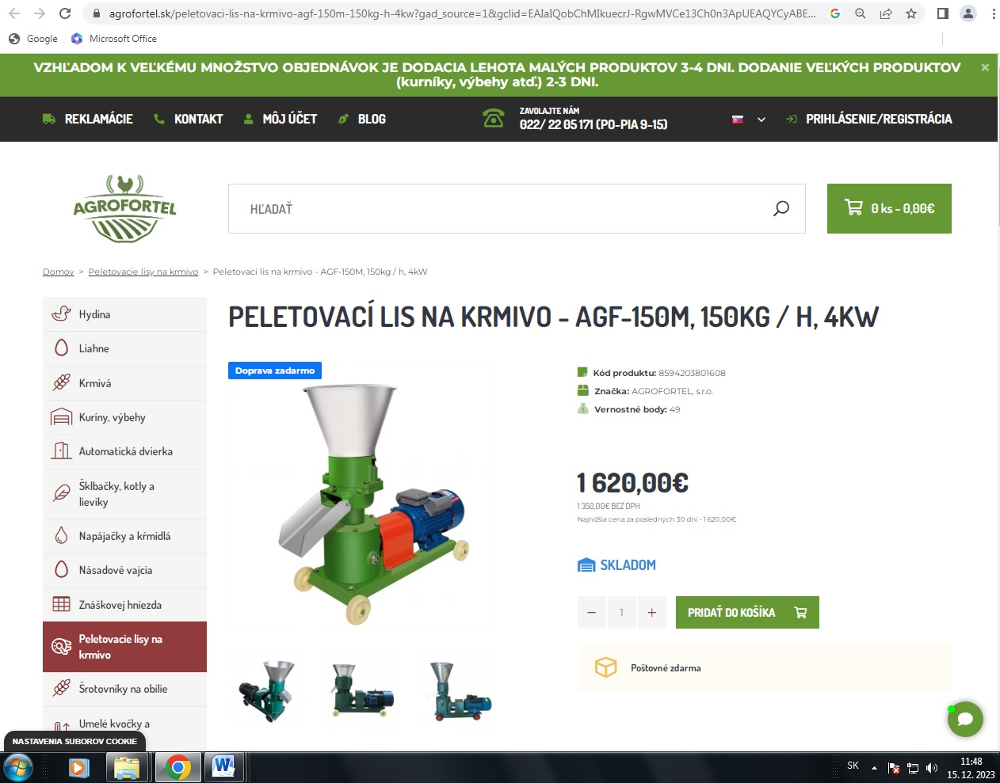 agrofortel.sk/peletovaci-lis-na-krmivo-agf-150m-150kg-h-4kw?gad_source=1&gclid=EAIaIQobChMIkuecrJ-RgwMVCe13Ch0n3ApUEAQYCyABE...
Google
Microsoft Office
VZHĽADOM K VEĽKÉMU MNOŽSTVO OBJEDNÁVOK JE DODACIA LEHOTA MALÝCH PRODUKTOV 3-4 DNI. DODANIE VEĽKÝCH PRODUKTOV
(kurníky, výbehy atď.) 2-3 DNI.
×
REKLAMÁCIE
KONTAKT
MÔJ ÚČET
BLOG
ZAVOLAJTE NÁM
022/ 22 05 171 (PO-PIA 9-15)
PRIHLÁSENIE/REGISTRÁCIA
AGROFORTEL
HĽADAŤ
0 ks - 0,00€
Domov > Peletovacie lisy na krmivo > Peletovací lis na krmivo - AGF-150M, 150kg / h, 4kW
Hydina
Liahne
Krmivá
Kuríny, výbehy
Automatická dvierka
Šklbačky, kotly a
lieviky
Napájačky a kŕmidlá
Násadové vajcia
Znáškovej hniezda
Peletovacie lisy na
krmivo
Šrotovníky na obilie
Umelé kvočky a
PELETOVACÍ LIS NA KRMIVO - AGF-150M, 150KG / H, 4KW
Doprava zadarmo
Kód produktu: 8594203801608
Značka: AGROFORTEL, s.r.o.
Vernostné body: 49
1 620,00€
1 350,00€ BEZ DPH
Najnižšia cena za posledných 30 dní - 1 620,00€
SKLADOM
− 1 +
PRIDAŤ DO KOŠÍKA
Poštovné zdarma
NASTAVENIA SUBOROV COOKIE
SK
11:48
15. 12. 2023